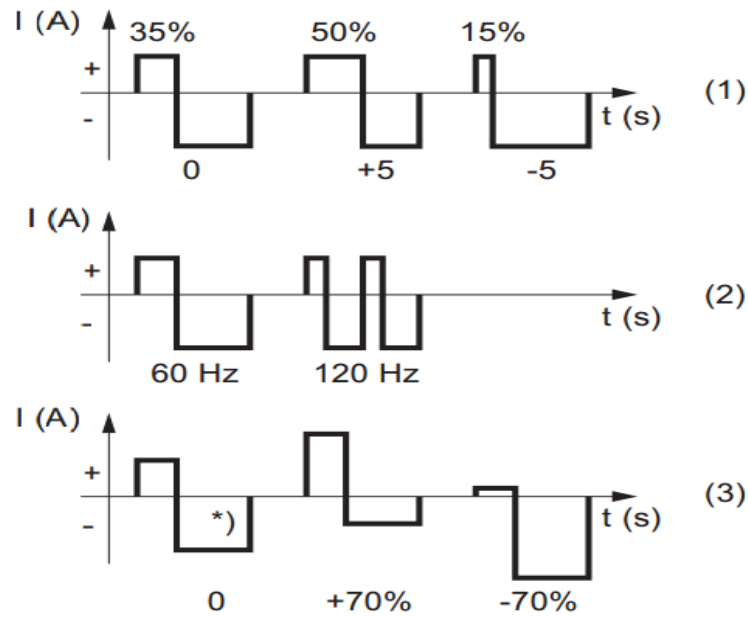 I (A)
35% 50% 15%
+
-
t (s)
(1)
0 +5 -5
I (A)
+
-
t (s)
(2)
60 Hz 120 Hz
I (A)
+
-
*)
t (s)
(3)
0 +70% -70%